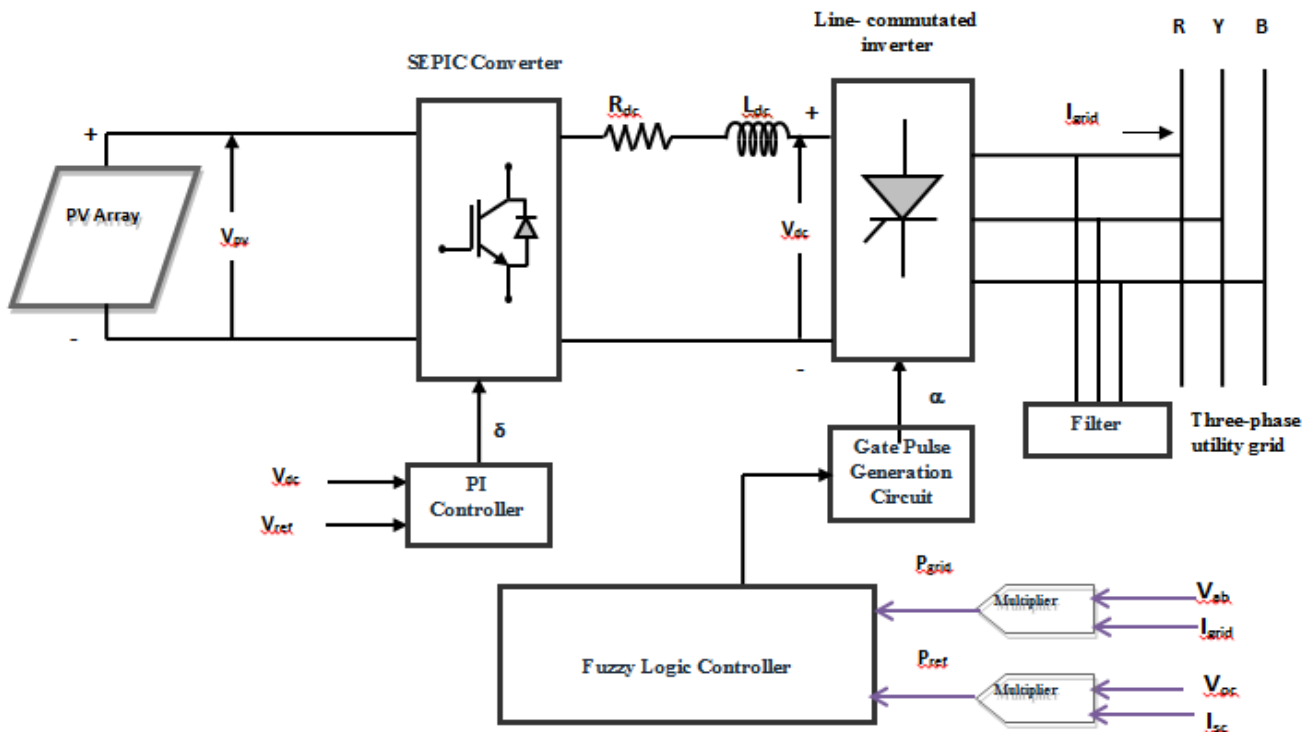 Line- commutated
inverter
R Y B
SEPIC Converter
Rdc
Ldc
+
Igrid
+
PV Array
Vpv
Vdc
-
-
δ
α
Filter
Three-phase
utility grid
Gate Pulse
Generation
Circuit
Vdc
Vref
PI
Controller
Pgrid
Multiplier
Vab
Igrid
Fuzzy Logic Controller
Pref
Multiplier
Voc
Isc